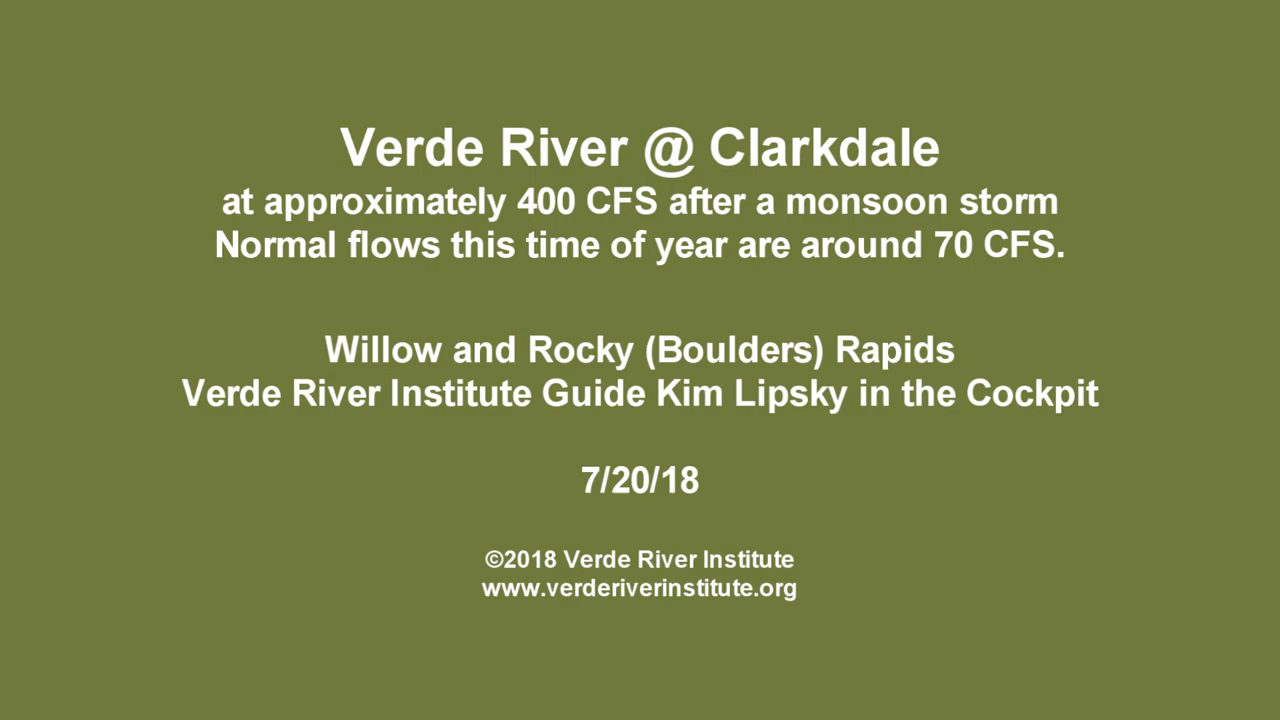 Verde River @ Clarkdale
at approximately 400 CFS after a monsoon storm
Normal flows this time of year are around 70 CFS.
Willow and Rocky (Boulders) Rapids
Verde River Institute Guide Kim Lipsky in the Cockpit
7/20/18
©2018 Verde River Institute
www.verderiverinstitute.org